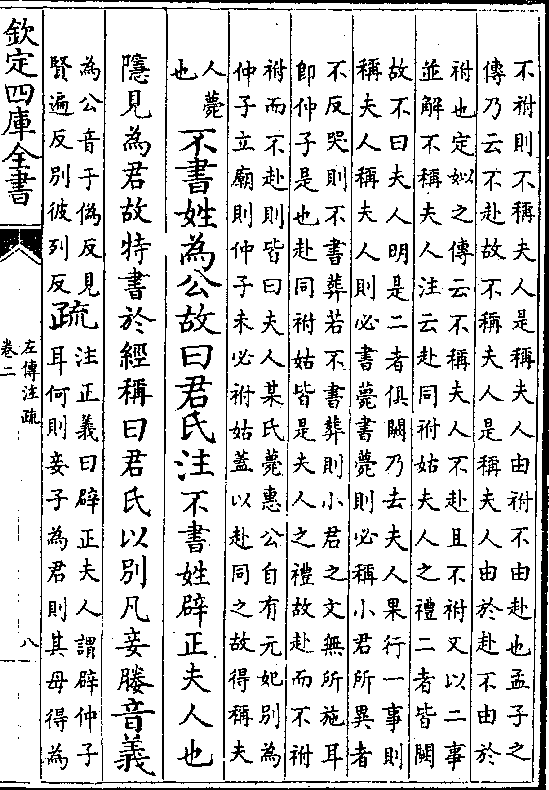 不祔則不稱夫人是稱夫人由祔不由赴也孟子之
傳乃云不赴故不稱夫人是稱夫人由於赴不由於
祔也定姒之傳云不稱夫人不赴且不祔又以二事
並解不稱夫人注云赴同祔姑夫人之禮二者皆闕
故不曰夫人明是二者俱闕乃去夫人果行一事則
稱夫人稱夫人則必書薨書薨則必稱小君所異者
不反哭則不書葬若不書葬則小君之文無所施耳
即仲子是也赴同祔姑皆是夫人之禮故赴而不祔
祔而不赴則皆曰夫人某氏薨惠公自有元妃別為
仲子立廟則仲子未必祔姑蓋以赴同之故得稱夫
人薨
也
不書姓為公故曰君氏注不書姓辟正夫人也
隱見為君故特書於經稱曰君氏以別凡妾媵音義
為公音于偽反見
賢遍反別彼列反
疏
注正義曰辟正夫人謂辟仲子
耳何則妾子為君則其母得為
欽定四庫全書
左傳注疏
卷二
八